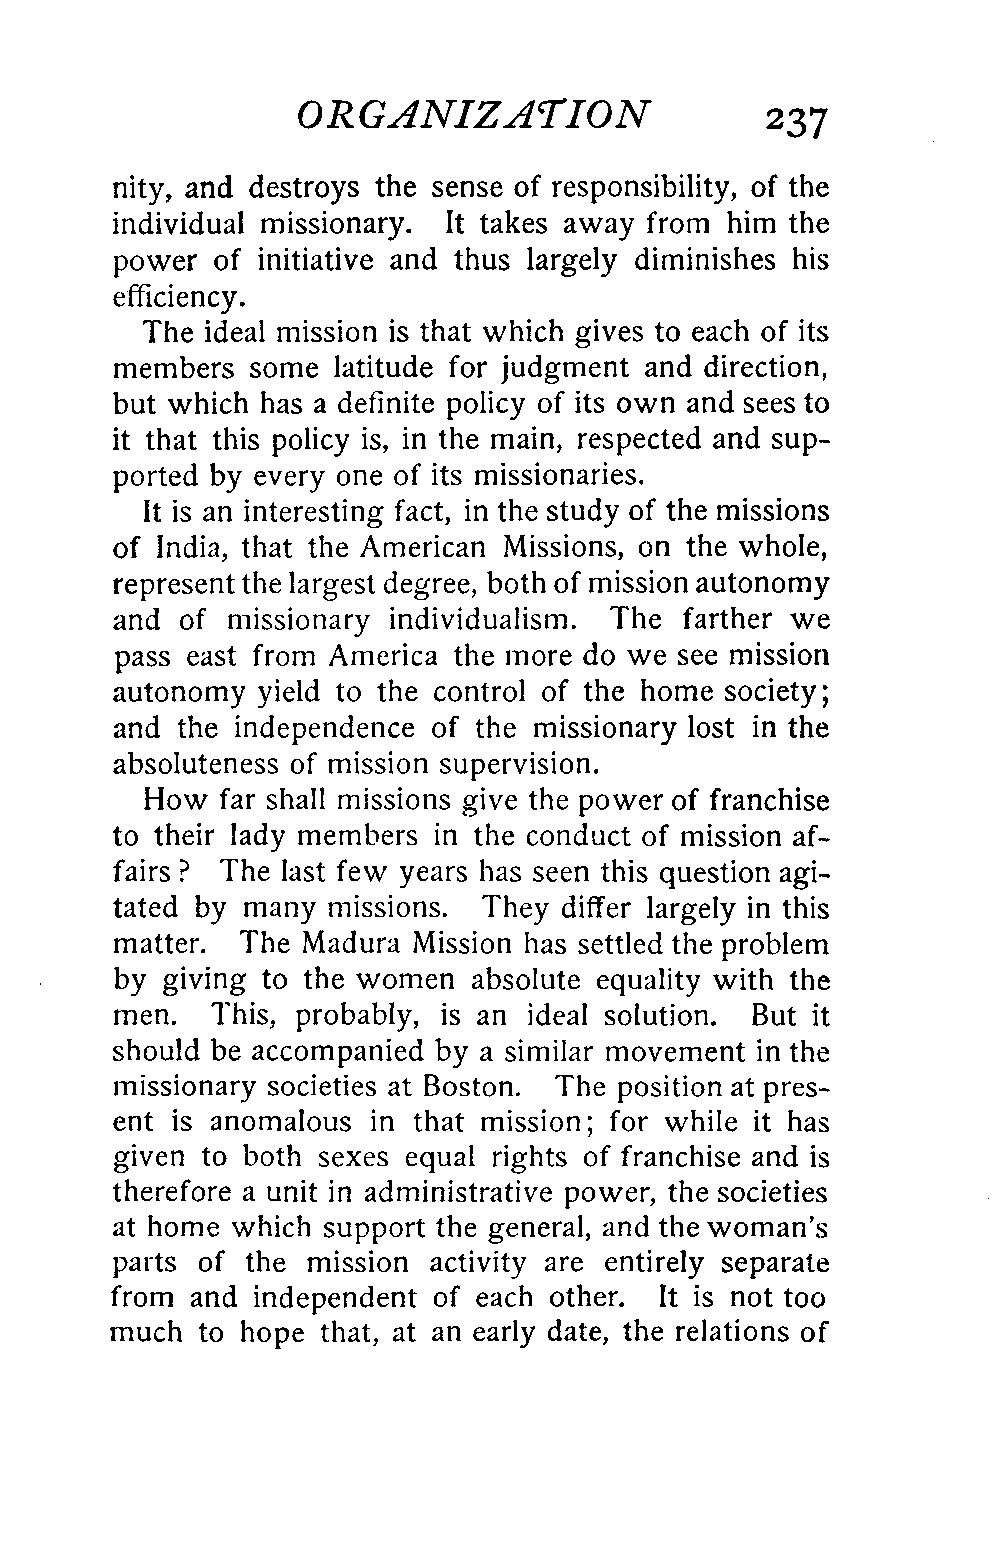 ORGANIZATION 237
nity, and destroys the sense of responsibility, of the
individual missionary. It takes away from him the
power of initiative and thus largely diminishes his
efficiency.
The ideal mission is that which gives to each of its
members some latitude for judgment and direction,
but which has a definite policy of its own and sees to
it that this policy is, in the main, respected and sup-
ported by every one of its missionaries.
It is an interesting fact, in the study of the missions
of India, that the American Missions, on the whole,
represent the largest degree, both of mission autonomy
and of missionary individualism. The farther we
pass east from America the more do we see mission
autonomy yield to the control of the home society;
and the independence of the missionary lost in the
absoluteness of mission supervision.
How far shall missions give the power of franchise
to their lady members in the conduct of mission af-
fairs? The last few years has seen this question agi-
tated by many missions. They differ largely in this
matter. The Madura Mission has settled the problem
by giving to the women absolute equality with the
men. This, probably, is an ideal solution. But it
should be accompanied by a similar movement in the
missionary societies at Boston. The position at pres-
ent is anomalous in that mission; for while it has
given to both sexes equal rights of franchise and is
therefore a unit in administrative power, the societies
at home which support the general, and the woman's
parts of the mission activity are entirely separate
from and independent of each other. It is not too
much to hope that, at an early date, the relations of